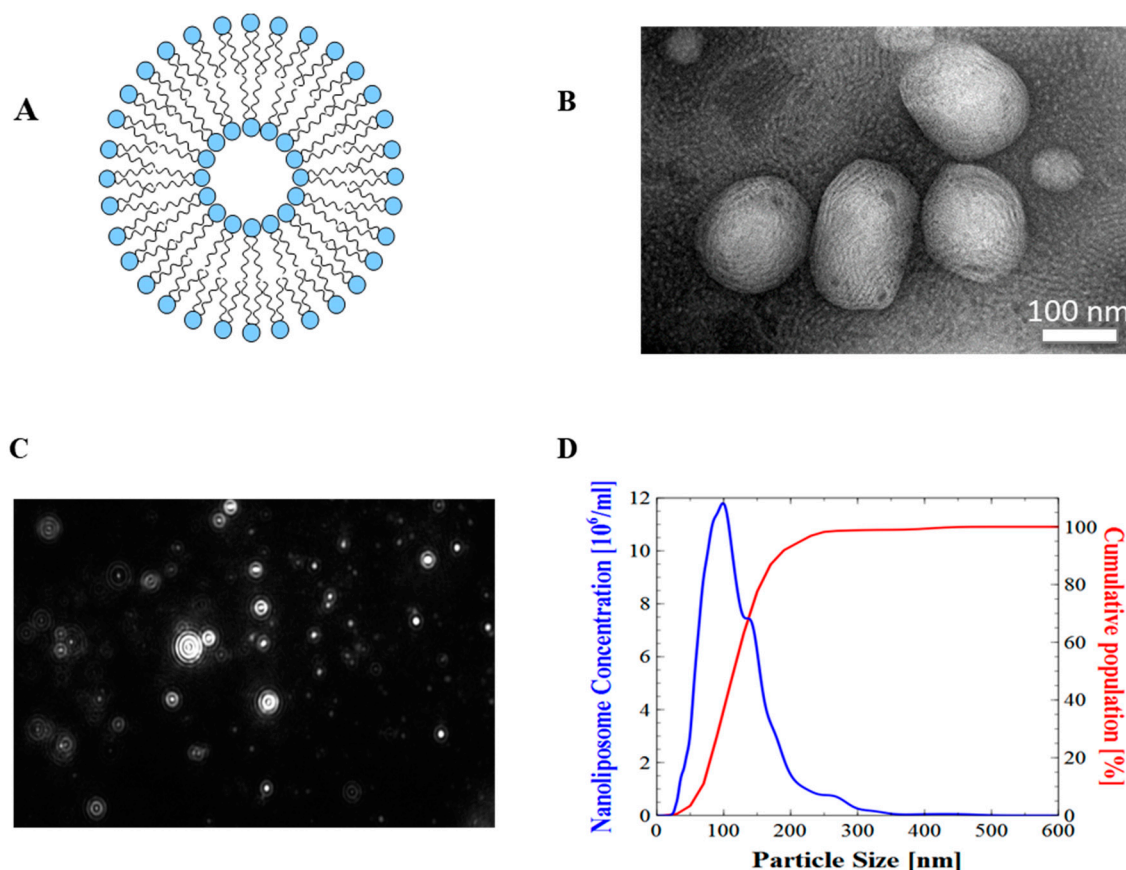 A
B
100 nm
C
D
Nanoliposome Concentration [10⁶/ml]
12
10
8
6
4
2
0
100
80
60
40
20
0
Cumulative population [%]
0 100 200 300 400 500 600
Particle Size [nm]